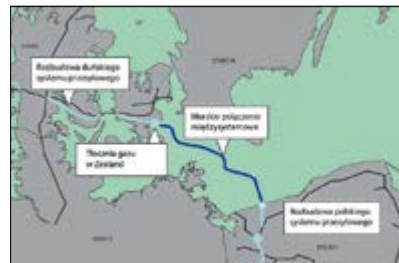 Rozbudowa duńskiego
systemu przesyłowego
Morskie połączenie
międzysystemowe
Tłocznia gazu
w Zealand
Rozbudowa polskiego
systemu przesyłowego